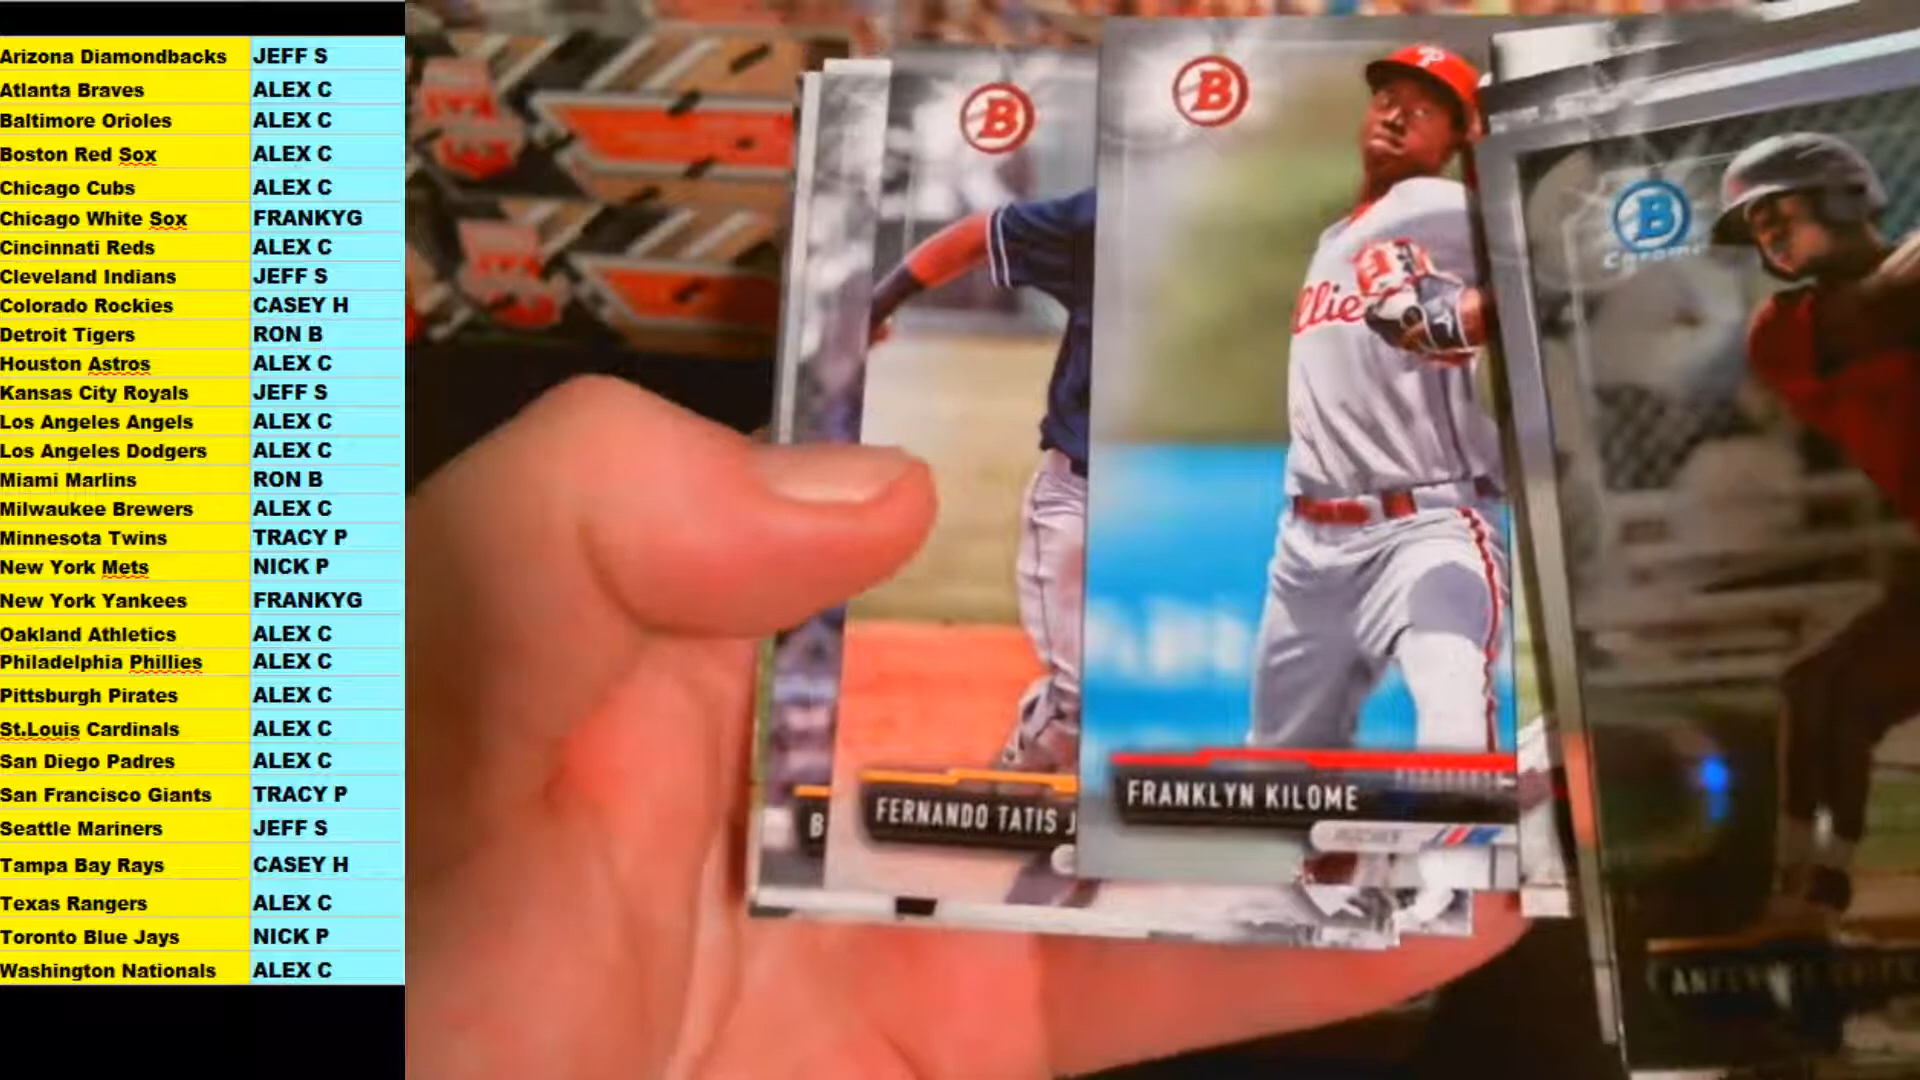 Arizona Diamondbacks JEFF S
Atlanta Braves ALEX C
Baltimore Orioles ALEX C
Boston Red Sox ALEX C
Chicago Cubs ALEX C
Chicago White Sox FRANKYG
Cincinnati Reds ALEX C
Cleveland Indians JEFF S
Colorado Rockies CASEY H
Detroit Tigers RON B
Houston Astros ALEX C
Kansas City Royals JEFF S
Los Angeles Angels ALEX C
Los Angeles Dodgers ALEX C
Miami Marlins RON B
Milwaukee Brewers ALEX C
Minnesota Twins TRACY P
New York Mets NICK P
New York Yankees FRANKYG
Oakland Athletics ALEX C
Philadelphia Phillies ALEX C
Pittsburgh Pirates ALEX C
St.Louis Cardinals ALEX C
San Diego Padres ALEX C
San Francisco Giants TRACY P
Seattle Mariners JEFF S
Tampa Bay Rays CASEY H
Texas Rangers ALEX C
Toronto Blue Jays NICK P
Washington Nationals ALEX C
B
B
FERNANDO TATIS J
B
P
llie
FRANKLYN KILOME
PITCHER
B
Chrome